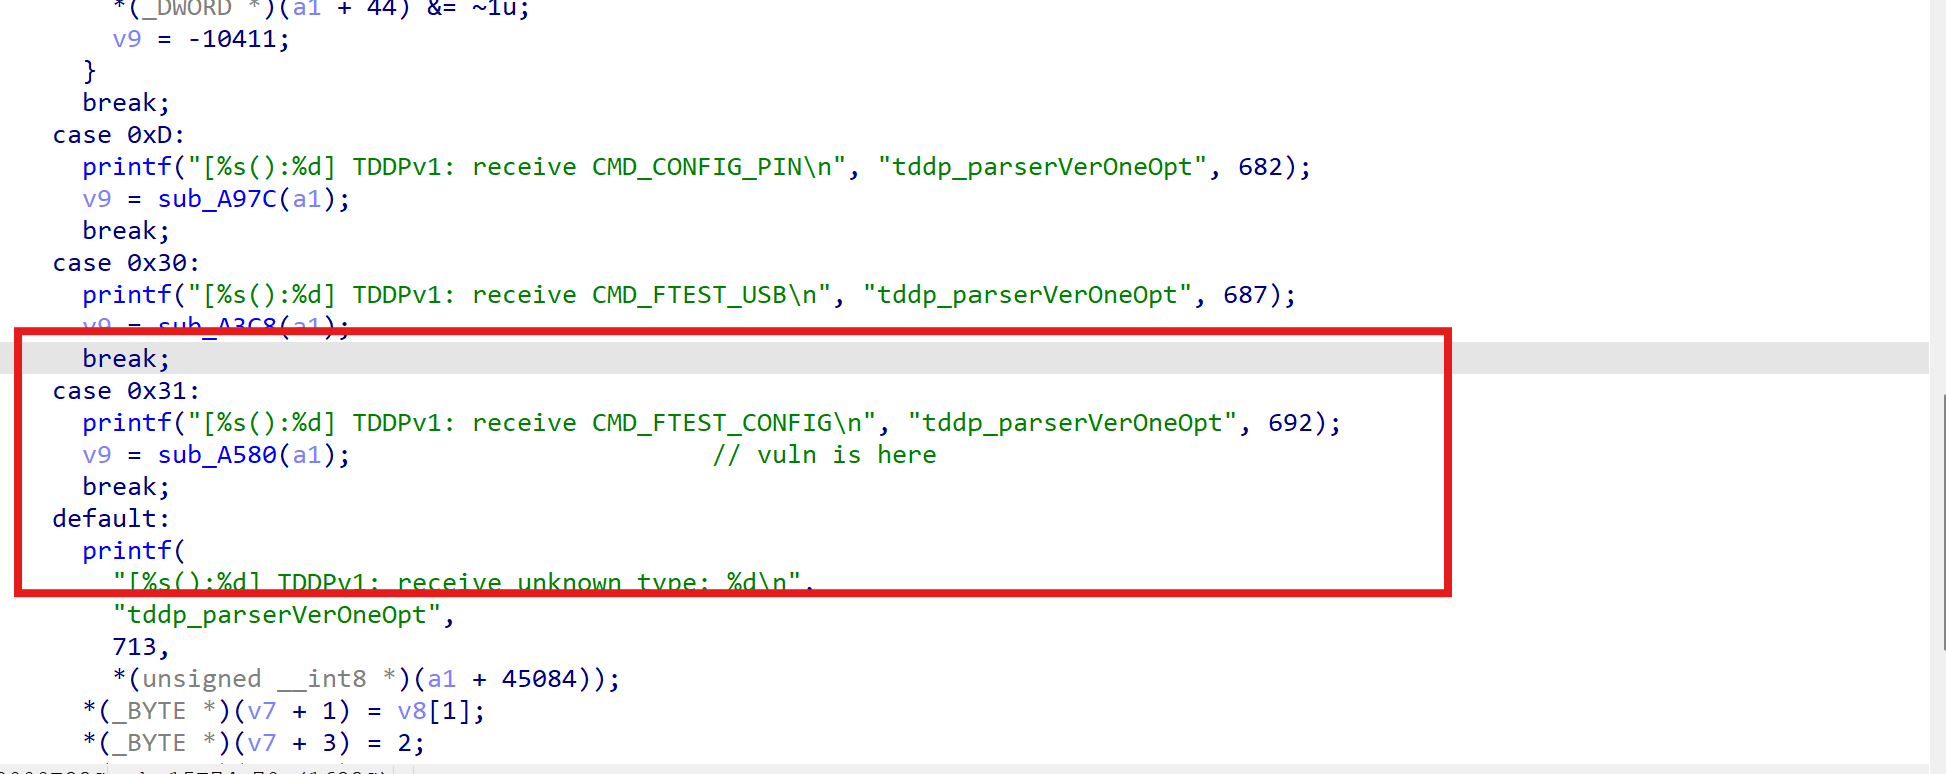 *(_DWORD *)(a1 + 44) &= ~1u;
v9 = -10411;
}
break;
case 0xD:
printf("[%s():%d] TDDPv1: receive CMD_CONFIG_PIN\n", "tddp_parserVerOneOpt", 682);
v9 = sub_A97C(a1);
break;
case 0x30:
printf("[%s():%d] TDDPv1: receive CMD_FTEST_USB\n", "tddp_parserVerOneOpt", 687);
v9 = sub_A3C8(a1);
break;
case 0x31:
printf("[%s():%d] TDDPv1: receive CMD_FTEST_CONFIG\n", "tddp_parserVerOneOpt", 692);
v9 = sub_A580(a1); // vuln is here
break;
default:
printf(
"[%s():%d] TDDPv1: receive unknown type: %d\n",
"tddp_parserVerOneOpt",
713,
*(unsigned __int8 *)(a1 + 45084));
*(_BYTE *)(v7 + 1) = v8[1];
*(_BYTE *)(v7 + 3) = 2;